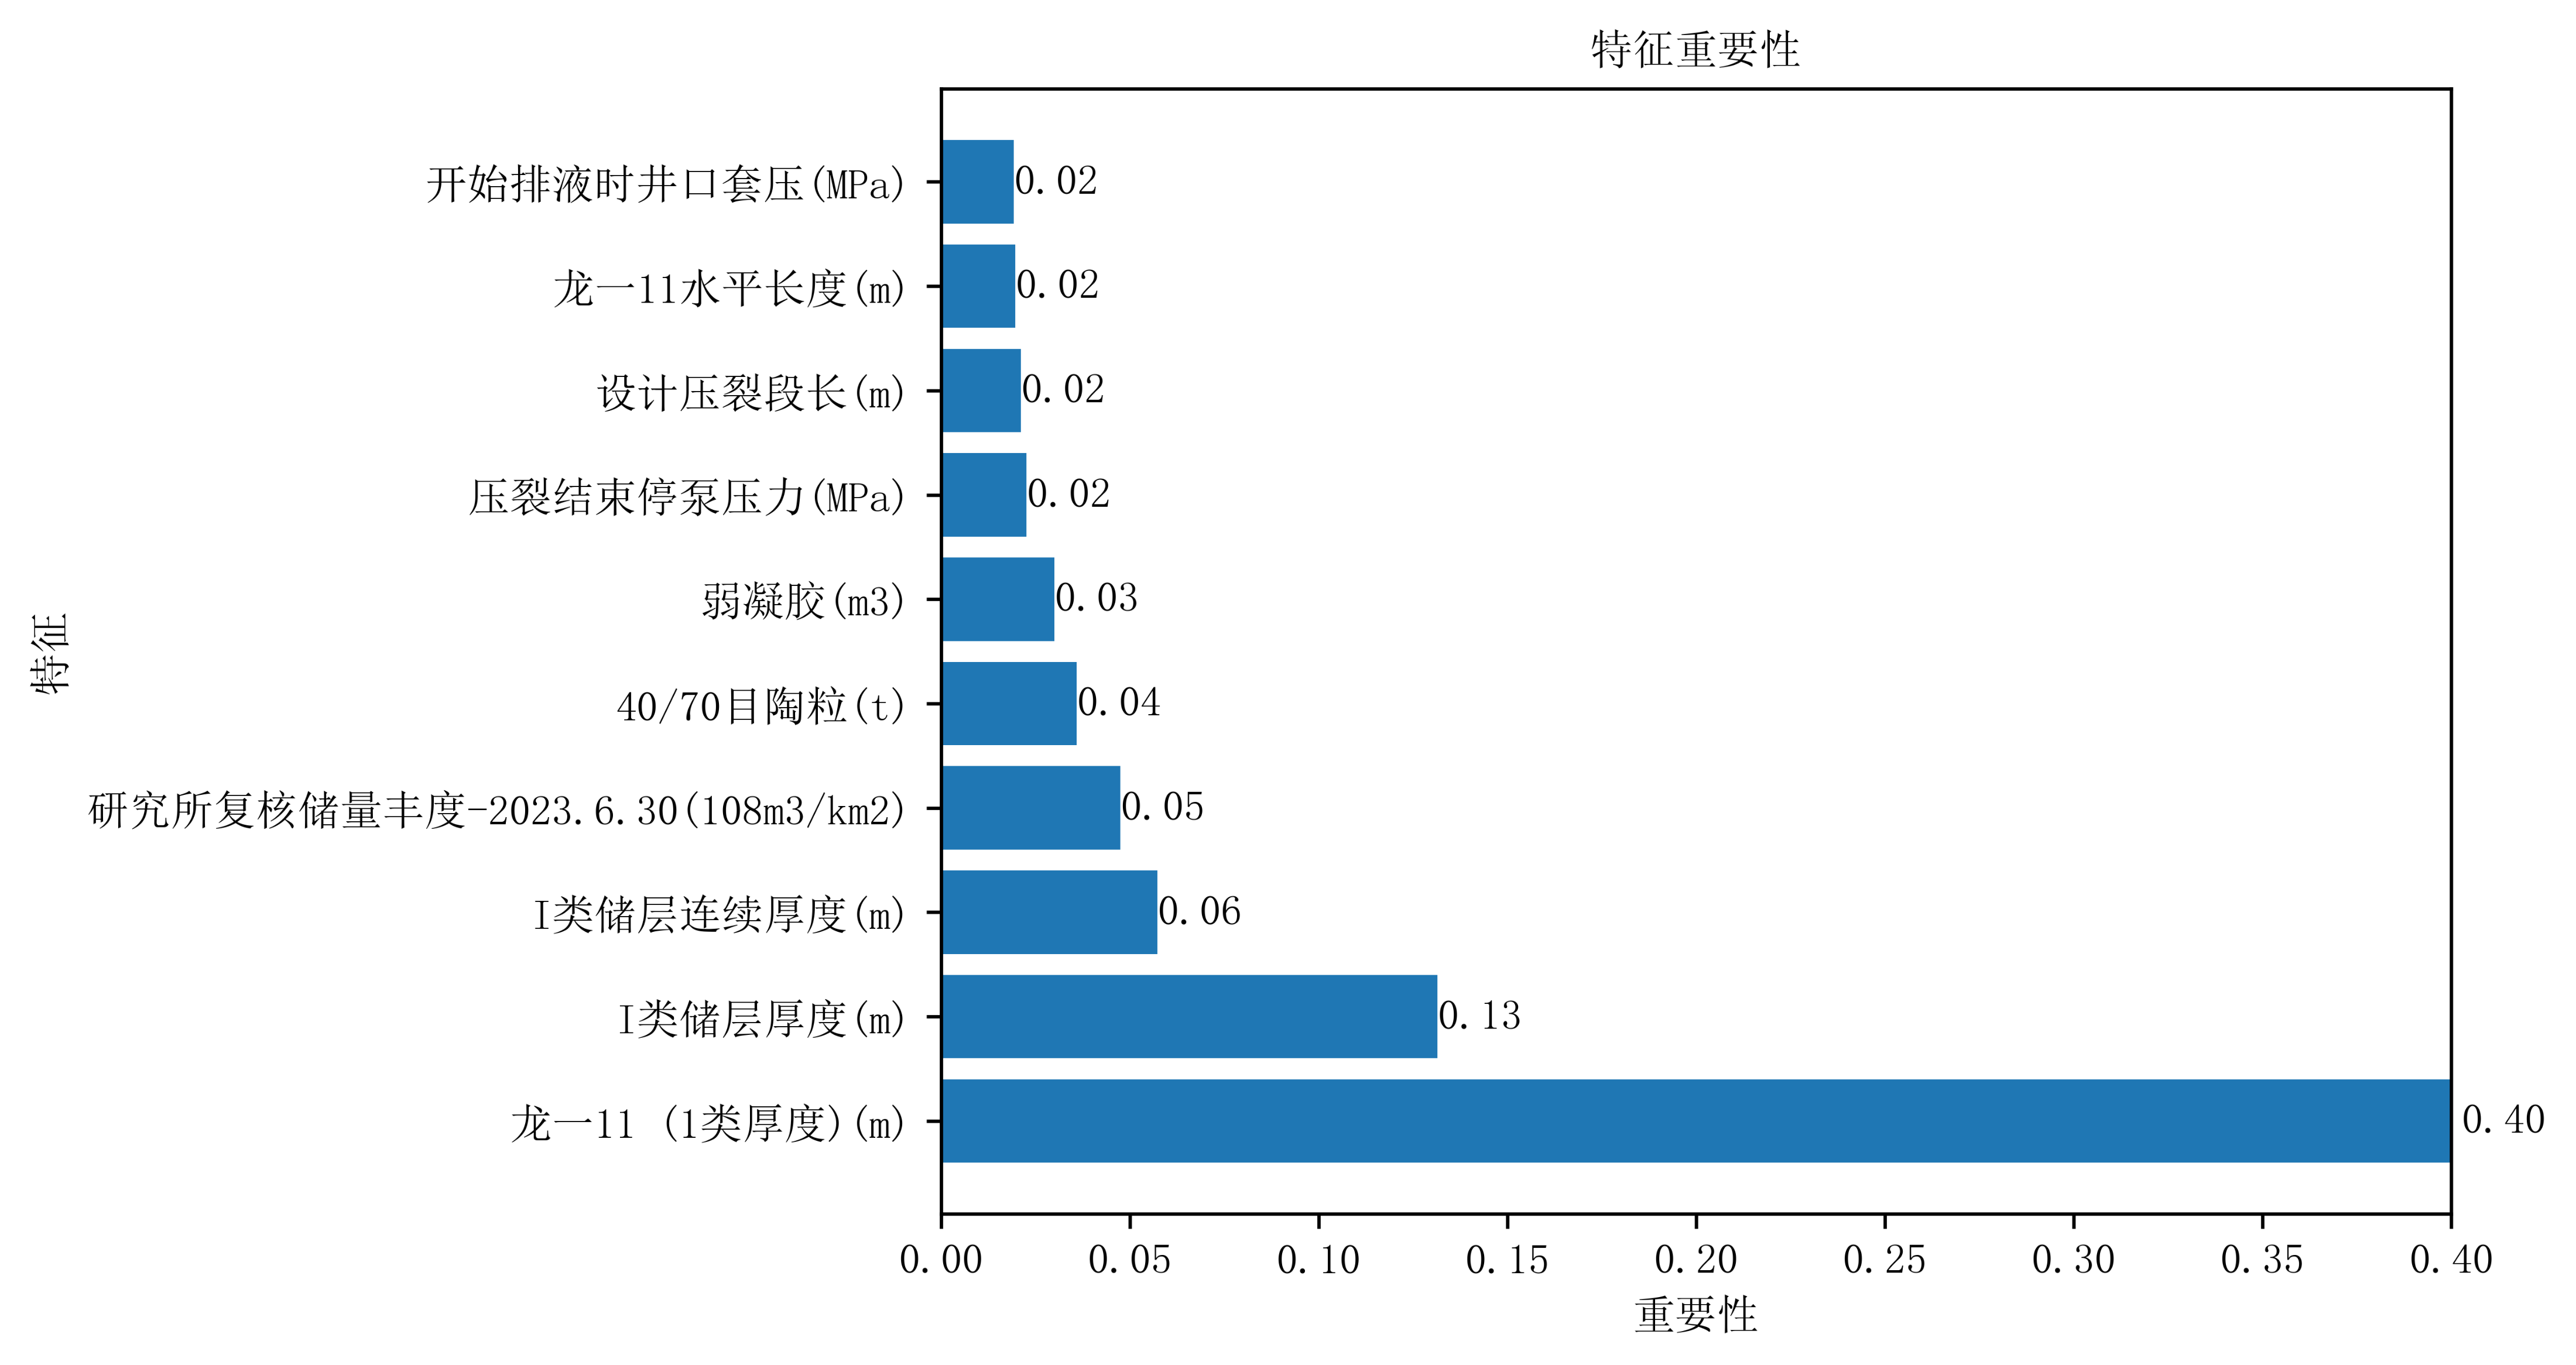 特征重要性
开始排液时井口套压(MPa)
0.02
龙一11水平长度(m)
0.02
设计压裂段长(m)
0.02
压裂结束停泵压力(MPa)
0.02
弱凝胶(m3)
0.03
40/70目陶粒(t)
0.04
研究所复核储量丰度-2023.6.30(108m3/km2)
0.05
I类储层连续厚度(m)
0.06
I类储层厚度(m)
0.13
龙一11 (1类厚度)(m)
0.40
特征
0.00 0.05 0.10 0.15 0.20 0.25 0.30 0.35 0.40
重要性